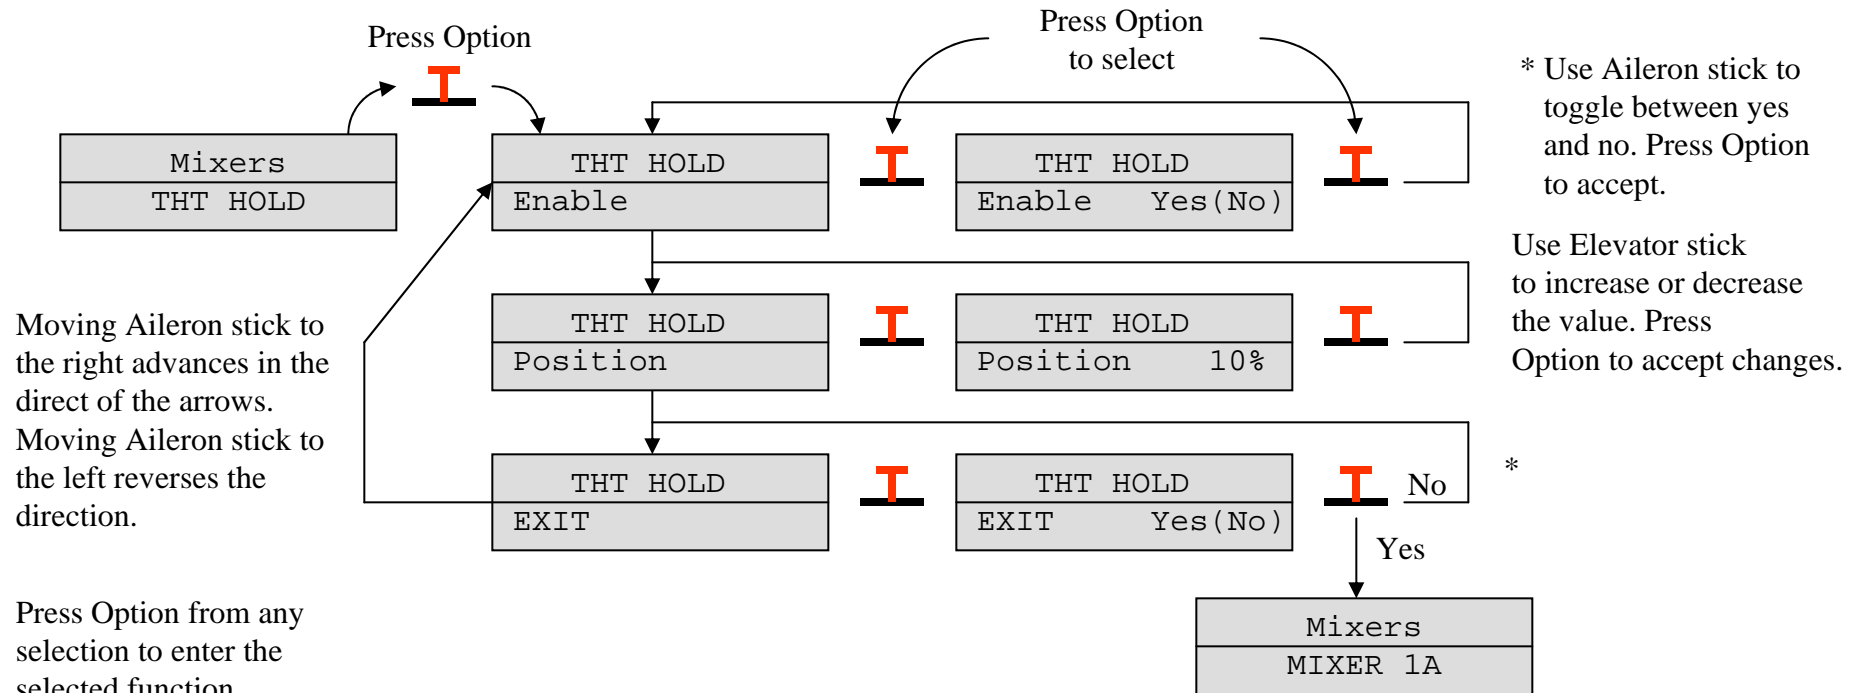 Press Option
Press Option
to select
* Use Aileron stick to
toggle between yes
and no. Press Option
to accept.
Mixers
THT HOLD
THT HOLD
Enable
THT HOLD
Enable Yes(No)
Use Elevator stick
to increase or decrease
the value. Press
Option to accept changes.
Moving Aileron stick to
the right advances in the
direct of the arrows.
Moving Aileron stick to
the left reverses the
direction.
THT HOLD
Position
THT HOLD
Position 10%
THT HOLD
EXIT
THT HOLD
EXIT Yes(No)
No
*
Yes
Press Option from any
selection to enter the
selected function
Mixers
MIXER 1A